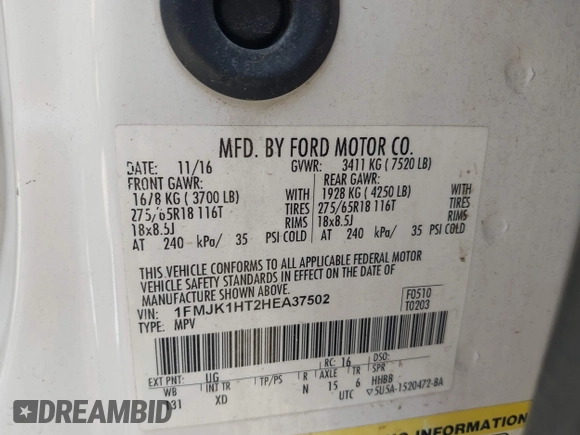 MFD. BY FORD MOTOR CO.
DATE: 11/16 GVWR: 3411 KG ( 7520 LB)
FRONT GAWR: REAR GAWR:
1678 KG ( 3700 LB) WITH 1928 KG ( 4250 LB) WITH
275/65R18 116T TIRES 275/65R18 116T TIRES
18x8.5J RIMS 18x8.5J RIMS
AT 240 kPa/ 35 PSI COLD AT 240 kPa/ 35 PSI COLD
THIS VEHICLE CONFORMS TO ALL APPLICABLE FEDERAL MOTOR
VEHICLE SAFETY STANDARDS IN EFFECT ON THE DATE OF
MANUFACTURE SHOWN ABOVE.
VIN: 1FMJK1HT2HEA37502
TYPE: MPV
F0510
T0203
RC: 16 DSO:
EXT PNT: UG
WB INT TR TP/PS R AXLE TR SPR
131 XD N 15 6 HHBB
UTC 5U5A-1520472-BA
INFORMATION
DREAMBID